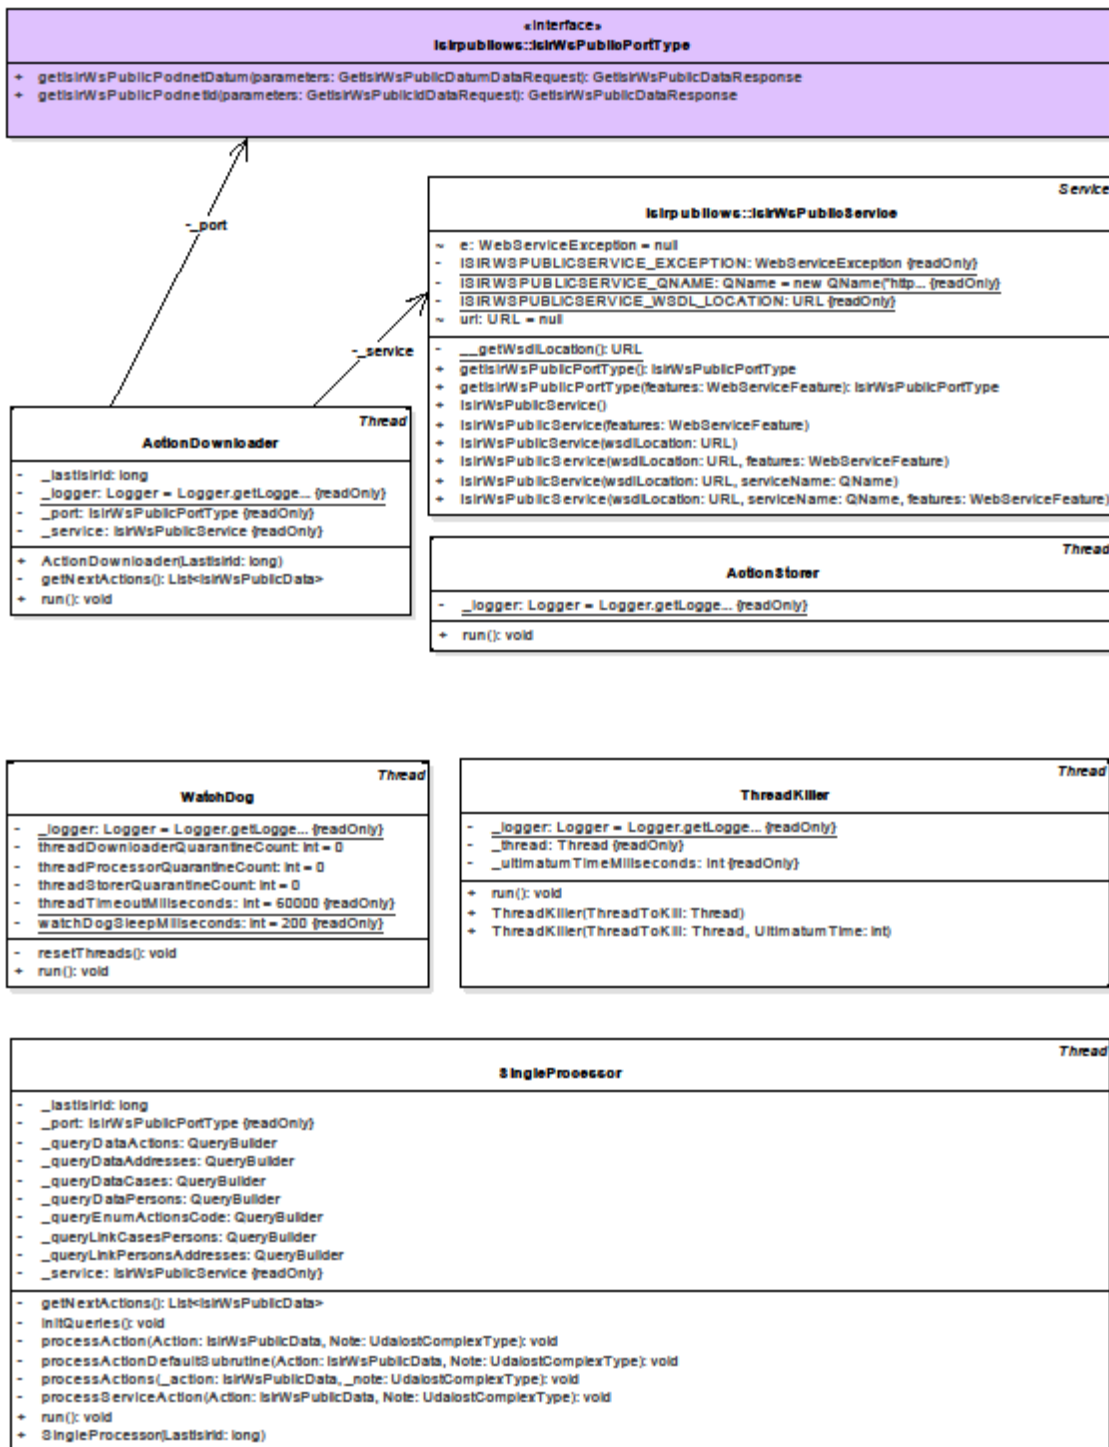 «interface»
isirpublicws::IsirWsPublicPortType
+ getIsirWsPublicPodnetDatum(parameters: GetIsirWsPublicDatumDataRequest): GetIsirWsPublicDataResponse
+ getIsirWsPublicPodnetId(parameters: GetIsirWsPublicIdDataRequest): GetIsirWsPublicDataResponse
-_port
Service
isirpublicws::IsirWsPublicService
~ e: WebServiceException = null
- ISIRWSPUBLICSERVICE_EXCEPTION: WebServiceException {readOnly}
- ISIRWSPUBLICSERVICE_QNAME: QName = new QName("http... {readOnly}
- ISIRWSPUBLICSERVICE_WSDL_LOCATION: URL {readOnly}
~ url: URL = null
- __getWsdlLocation(): URL
+ getIsirWsPublicPortType(): IsirWsPublicPortType
+ getIsirWsPublicPortType(features: WebServiceFeature): IsirWsPublicPortType
+ IsirWsPublicService()
+ IsirWsPublicService(features: WebServiceFeature)
+ IsirWsPublicService(wsdlLocation: URL)
+ IsirWsPublicService(wsdlLocation: URL, features: WebServiceFeature)
+ IsirWsPublicService(wsdlLocation: URL, serviceName: QName)
+ IsirWsPublicService(wsdlLocation: URL, serviceName: QName, features: WebServiceFeature)
-_service
Thread
ActionDownloader
- _lastIsirId: long
- _logger: Logger = Logger.getLogge... {readOnly}
- _port: IsirWsPublicPortType {readOnly}
- _service: IsirWsPublicService {readOnly}
+ ActionDownloader(LastIsirId: long)
- getNextActions(): List<IsirWsPublicData>
+ run(): void
Thread
ActionStorer
- _logger: Logger = Logger.getLogge... {readOnly}
+ run(): void
Thread
WatchDog
- _logger: Logger = Logger.getLogge... {readOnly}
- threadDownloaderQuarantineCount: int = 0
- threadProcessorQuarantineCount: int = 0
- threadStorerQuarantineCount: int = 0
- threadTimeoutMiliseconds: int = 60000 {readOnly}
- watchDogSleepMiliseconds: int = 200 {readOnly}
- resetThreads(): void
+ run(): void
Thread
ThreadKiller
- _logger: Logger = Logger.getLogge... {readOnly}
- _thread: Thread {readOnly}
- _ultimatumTimeMiliseconds: int {readOnly}
+ run(): void
+ ThreadKiller(ThreadToKill: Thread)
+ ThreadKiller(ThreadToKill: Thread, UltimatumTime: int)
Thread
SingleProcessor
- _lastIsirId: long
- _port: IsirWsPublicPortType {readOnly}
- _queryDataActions: QueryBuilder
- _queryDataAddresses: QueryBuilder
- _queryDataCases: QueryBuilder
- _queryDataPersons: QueryBuilder
- _queryEnumActionsCode: QueryBuilder
- _queryLinkCasesPersons: QueryBuilder
- _queryLinkPersonsAddresses: QueryBuilder
- _service: IsirWsPublicService {readOnly}
- getNextActions(): List<IsirWsPublicData>
- initQueries(): void
- processAction(Action: IsirWsPublicData, Note: UdalostComplexType): void
- processActionDefaultSubrutine(Action: IsirWsPublicData, Note: UdalostComplexType): void
- processActions(_action: IsirWsPublicData, _note: UdalostComplexType): void
- processServiceAction(Action: IsirWsPublicData, Note: UdalostComplexType): void
+ run(): void
+ SingleProcessor(LastIsirId: long)